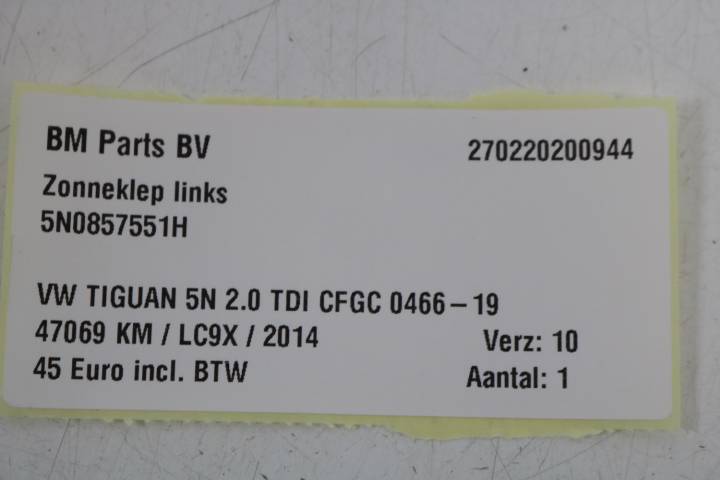 BM Parts BV 270220200944
Zonneklep links
5N0857551H
VW TIGUAN 5N 2.0 TDI CFGC 0466-19
47069 KM / LC9X / 2014 Verz: 10
45 Euro incl. BTW Aantal: 1